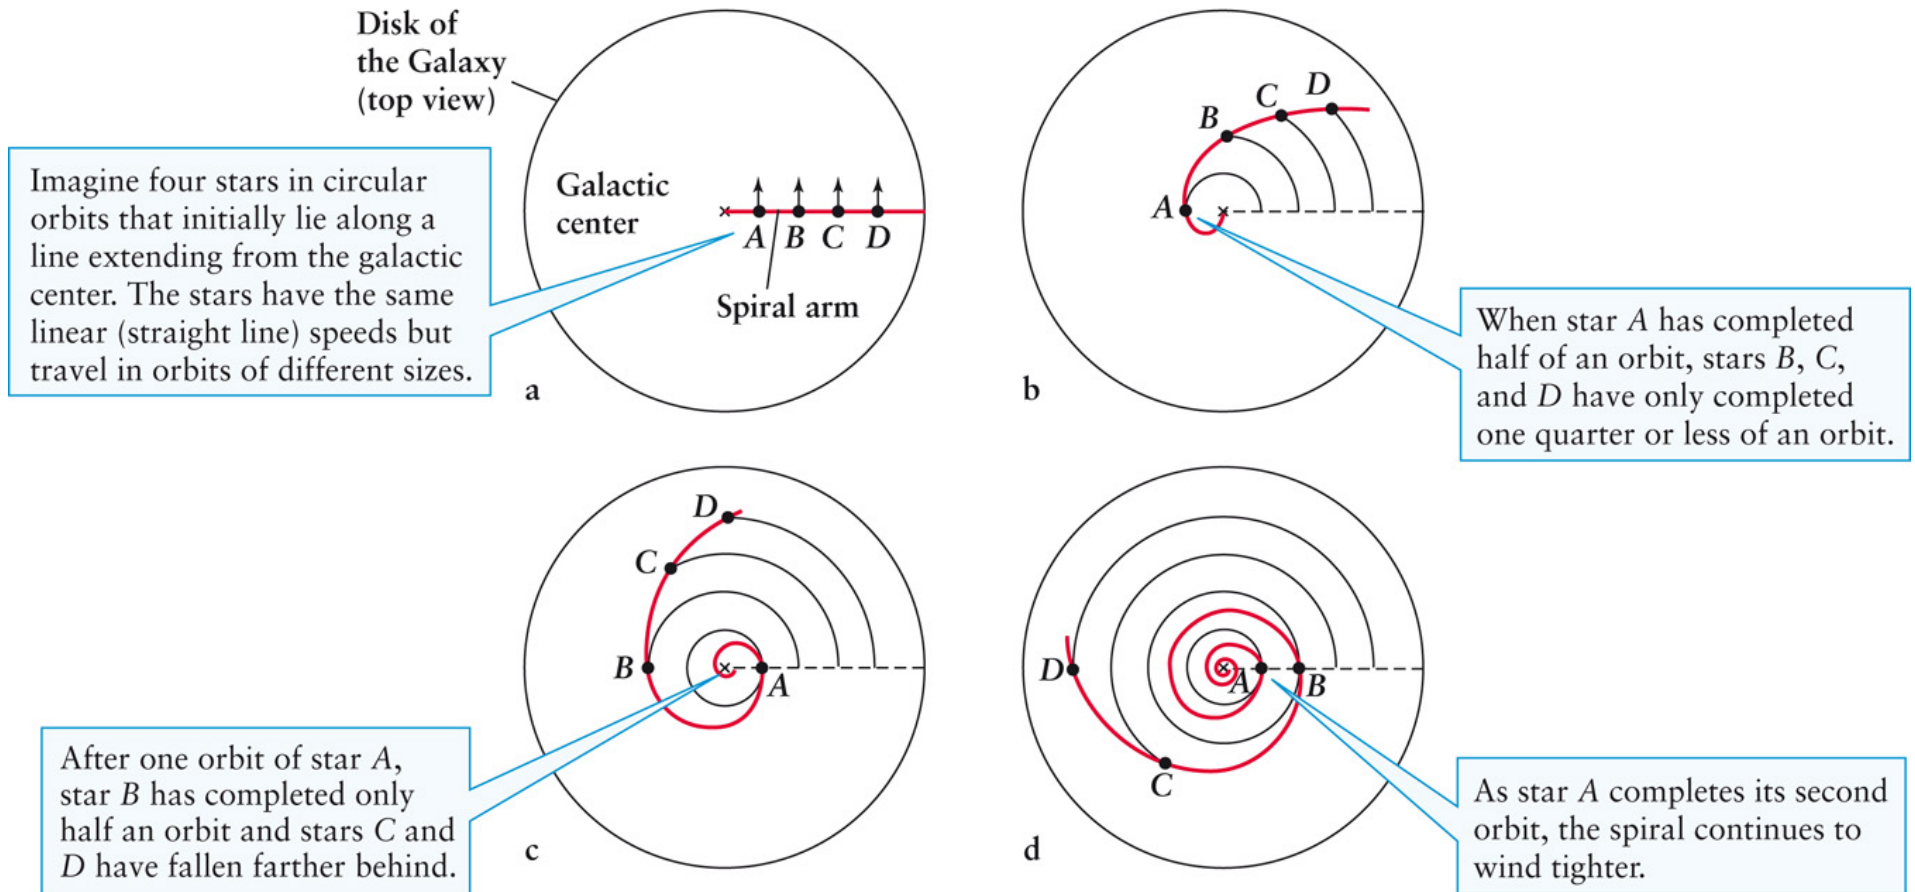 Disk of
the Galaxy
(top view)
Imagine four stars in circular
orbits that initially lie along a
line extending from the galactic
center. The stars have the same
linear (straight line) speeds but
travel in orbits of different sizes.
Galactic
center
A B C D
Spiral arm
a
A
B
C
D
b
When star A has completed
half of an orbit, stars B, C,
and D have only completed
one quarter or less of an orbit.
D
C
B
A
c
After one orbit of star A,
star B has completed only
half an orbit and stars C and
D have fallen farther behind.
D
A
B
C
d
As star A completes its second
orbit, the spiral continues to
wind tighter.